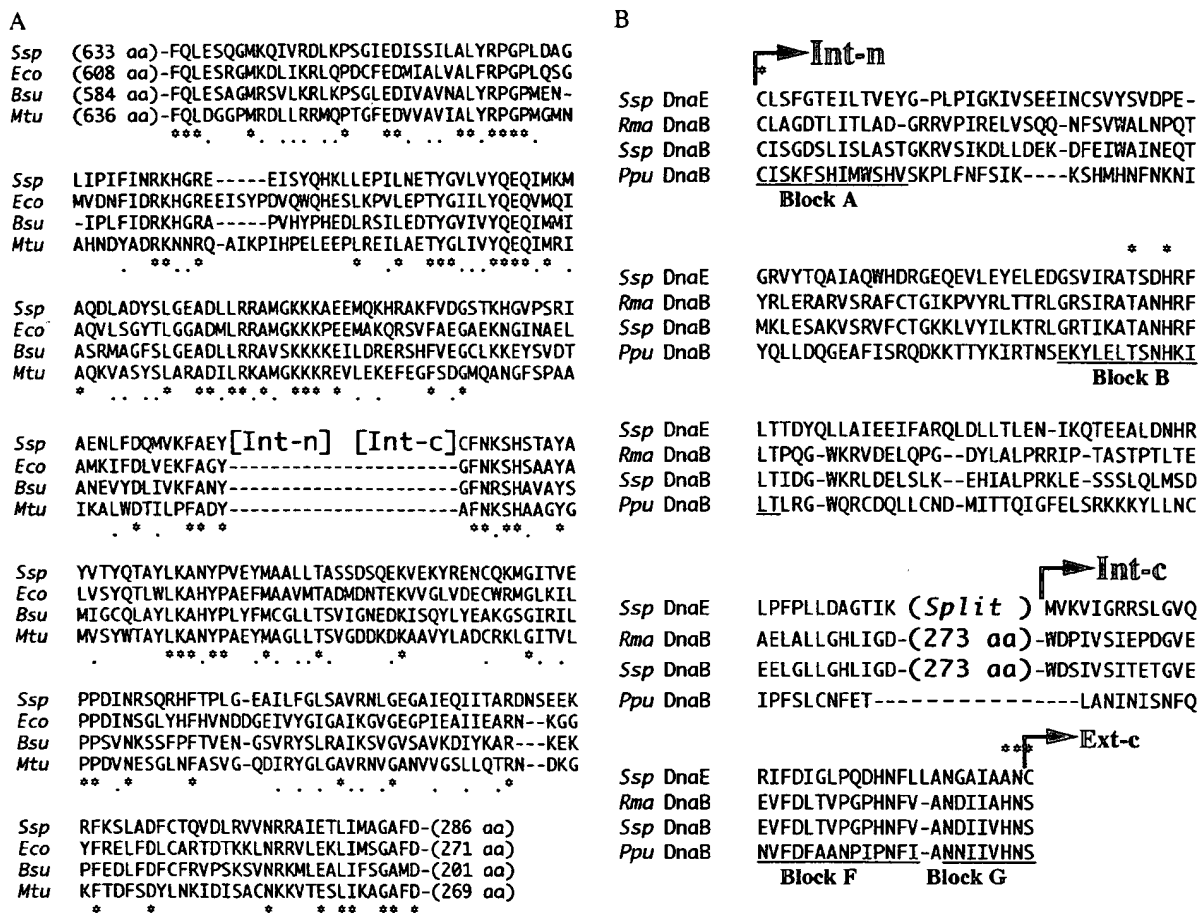 A
Ssp (633 aa)-FQLESQGMKQIVRDLKPSGIEDISSILALYRPGPLDAG
Eco (608 aa)-FQLESRGMKDLIKRLQPDCFEDMIALVALFRPGPLQSG
Bsu (584 aa)-FQLESAGMRSVLKRLKPSGLEDIVAVNALYRPGPMEN-
Mtu (636 aa)-FQLDGGPMRDLLRRMQPTGFEDVVAVIALYRPGPMGMN
Ssp LIPIFINRKHGRE-----EISYQHKLLEPILNETYGVLVYQEQIMKM
Eco MVDNFIDRKHGREEISYPDVQWQHESLKPVLEPTYGIILYQEQVMQI
Bsu -IPLFIDRKHGRA-----PVHYPHEDLRSILEDTYGVIVYQEQIMMI
Mtu AHNDYADRKNNRQ-AIKPIHPELEEPLREILAETYGLIVYQEQIMRI
Ssp AQDLADYSLGEADLLRRAMGKKKAEEMQKHRAKFVDGSTKHGVPSRI
Eco AQVLSGYTLGGADMLRRAMGKKKPEEMAKQRSVFAEGAEKNGINAEL
Bsu ASRMAGFSLGEADLLRRAVSKKKKEILDRERSHFVEGCLKKEYSVDT
Mtu AQKVASYSLARADILRKAMGKKKREVLEKEFEGFSDGMQANGFSPAA
Ssp AENLFDQMVKFAEY[Int-n] [Int-c]CFNKSHSTAYA
Eco AMKIFDLVEKFAGY------------------------GFNKSHSAAYA
Bsu ANEVYDLIVKFANY------------------------GFNRSHAVAYS
Mtu IKALWDTILPFADY------------------------AFNKSHAAGYG
Ssp YVTYQTAYLKANYPVEYMAALLTASSDSQEKVEKYRENCQKMGITVE
Eco LVSYQTLWLKAHYPAEFMAAVMTADMDNTEKVVGLVDECWRMGLKIL
Bsu MIGCQLAYLKAHYPLYFMCGLLTSVIGNEDKISQYLYEAKGSGIRIL
Mtu MVSYWTAYLKANYPAEYMAGLLTSVGDDKDKAAVYLADCRKLGITVL
Ssp PPDINRSQRHFTPLG-EAILFGLSAVRNLGEGAIEQIITARDNSEEK
Eco PPDINSGLYHFHVNDDGEIVYGIGAIKGVGEGPIEAIIEARN--KGG
Bsu PPSVNKSSFPFTVEN-GSVRYSLRAIKSVGVSAVKDIYKAR---KEK
Mtu PPDVNESGLNFASVG-QDIRYGLGAVRNVGANVVGSLLQTRND-KG
Ssp RFKSLADFCTQVDLRVVNRRAIETLIMAGAFD-(286 aa)
Eco YFRELFDLCARTDTKKLNRRVLEKLIMSGAFD-(271 aa)
Bsu PFEDLFDFCFRVPSKSVNRKMLEALIFSGAMD-(201 aa)
Mtu KFTDFSDYLNKIDISACNKKVTESLIKAGAFD-(269 aa)
B
Int-n
Ssp DnaE CLSFGTEILTVEYG-PLPIGKIVSEEINCSVYSVDPE-
Rma DnaB CLAGDTLITLAD-GRRVPIRELVSQQ-NFSVWALNPQT
Ssp DnaB CISGDSLISLASTGKRVSIKDLLDEK-DFEIWAINEQT
Ppu DnaB CISKFSHIMWSHVSKPLFNFSIK----KSHMHNFNKNI
Block A
Ssp DnaE GRVYTQAIAQWHDRGEQEVLEYELEDGSVIRATSDHRF
Rma DnaB YRLERARVSRAFCTGIKPVYRLTTRLGRSIRATANHRF
Ssp DnaB MKLESAKVSRVFCTGKKLVYILKTRLGRTIKATANHRF
Ppu DnaB YQLLDQGEAFISRQDKKTTYKIRTNSEKYLELTSNHKI
Block B
Ssp DnaE LTTDYQLLAIEEIFARQLDLLTLEN-IKQTEEALDNHR
Rma DnaB LTPQG-WKRVDELQPG--DYLALPRRIP-TASTPTLTE
Ssp DnaB LTIDG-WKRLDELSLK--EHIALPRKLE-SSSLQLMSD
Ppu DnaB LTLRG-WQRCDQLLCND-MITTQIGFELSRKKKYLLNC
Int-c
Ssp DnaE LPFPLLDAGTIK (Split ) MVKVIGRRSLGVQ
Rma DnaB AELALLGHLIGD-(273 aa)-WDPIVSIEPDGVE
Ssp DnaB EELGLLGHLIGD-(273 aa)-WDSIVSITETGVE
Ppu DnaB IPFSLCNFET--------------LANINISNFQ
Ext-c
Ssp DnaE RIFDIGLPQDHNFLLANGAIAANC
Rma DnaB EVFDLTVPGPHNFV-ANDIIAHNS
Ssp DnaB EVFDLTVPGPHNFV-ANDIIVHNS
Ppu DnaB NVFDFAANPIPNFI-ANNIIVHNS
Block F Block G